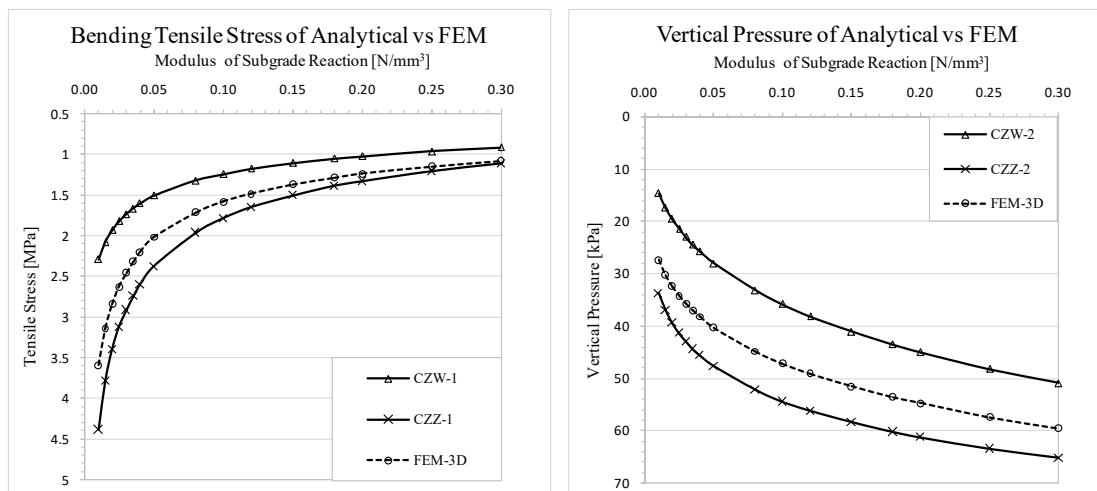 Bending Tensile Stress of Analytical vs FEM
Modulus of Subgrade Reaction [N/mm³]
0.00 0.05 0.10 0.15 0.20 0.25 0.30
0.5
1
1.5
2
2.5
3
3.5
4
4.5
5
Tensile Stress [MPa]
CZW-1
CZZ-1
FEM-3D
Vertical Pressure of Analytical vs FEM
Modulus of Subgrade Reaction [N/mm³]
0.00 0.05 0.10 0.15 0.20 0.25 0.30
0
10
20
30
40
50
60
70
Vertical Pressure [kPa]
CZW-2
CZZ-2
FEM-3D